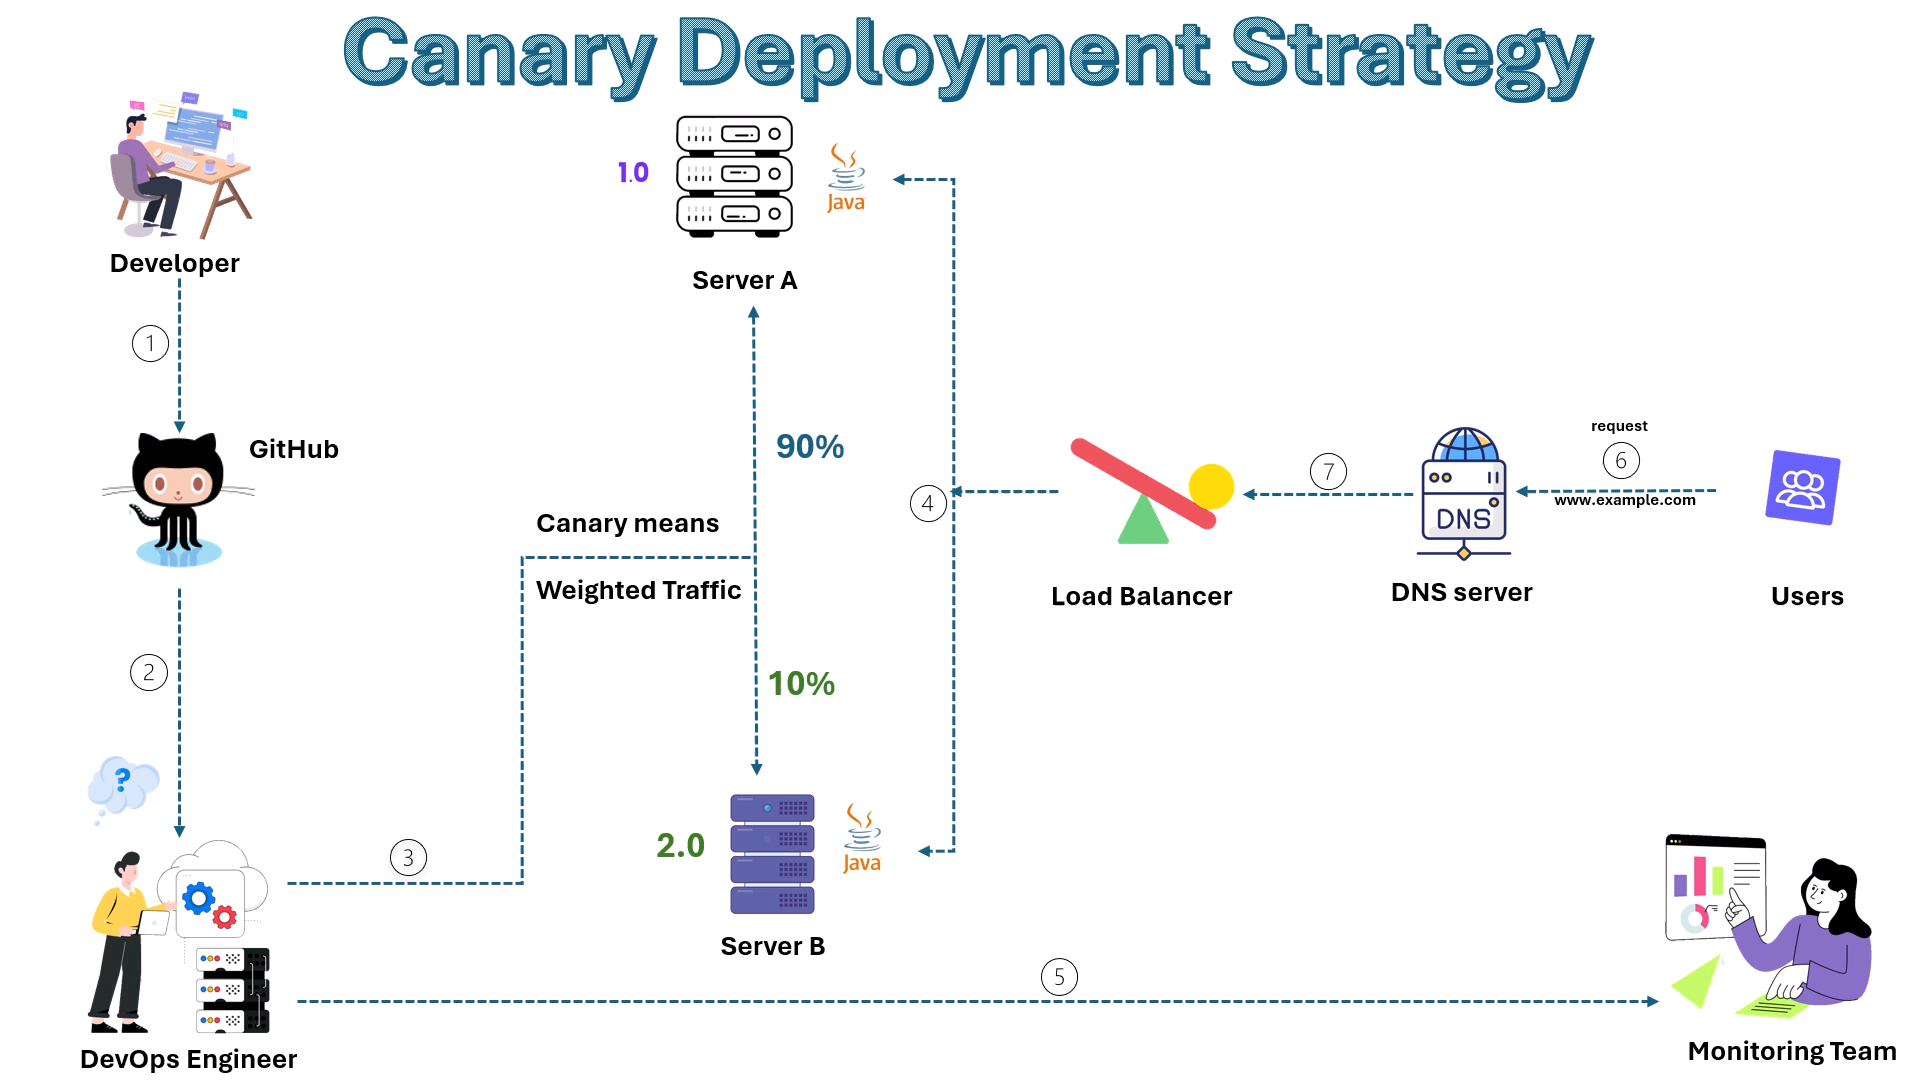 Canary Deployment Strategy
1.0
Java
Developer
Server A
1
GitHub
90%
request
6
7
4
www.example.com
DNS
Canary means
Weighted Traffic
Load Balancer
DNS server
Users
2
10%
?
3
2.0
Java
Server B
5
DevOps Engineer
Monitoring Team